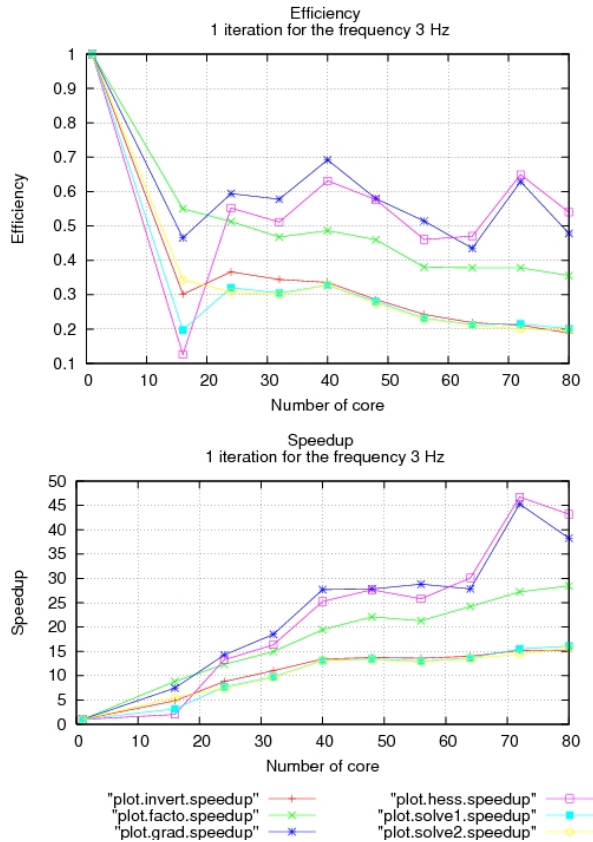 Efficiency
1 iteration for the frequency 3 Hz
1
0.9
0.8
0.7
0.6
0.5
0.4
0.3
0.2
0.1
Efficiency
0 10 20 30 40 50 60 70 80
Number of core
Speedup
1 iteration for the frequency 3 Hz
50
45
40
35
30
25
20
15
10
5
0
Speedup
0 10 20 30 40 50 60 70 80
Number of core
"plot.invert.speedup" "plot.hess.speedup"
"plot.facto.speedup" "plot.solve1.speedup"
"plot.grad.speedup" "plot.solve2.speedup"